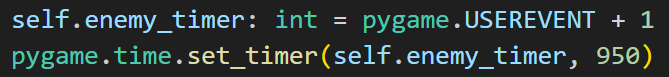 self.enemy_timer: int = pygame.USEREVENT + 1
pygame.time.set_timer(self.enemy_timer, 950)